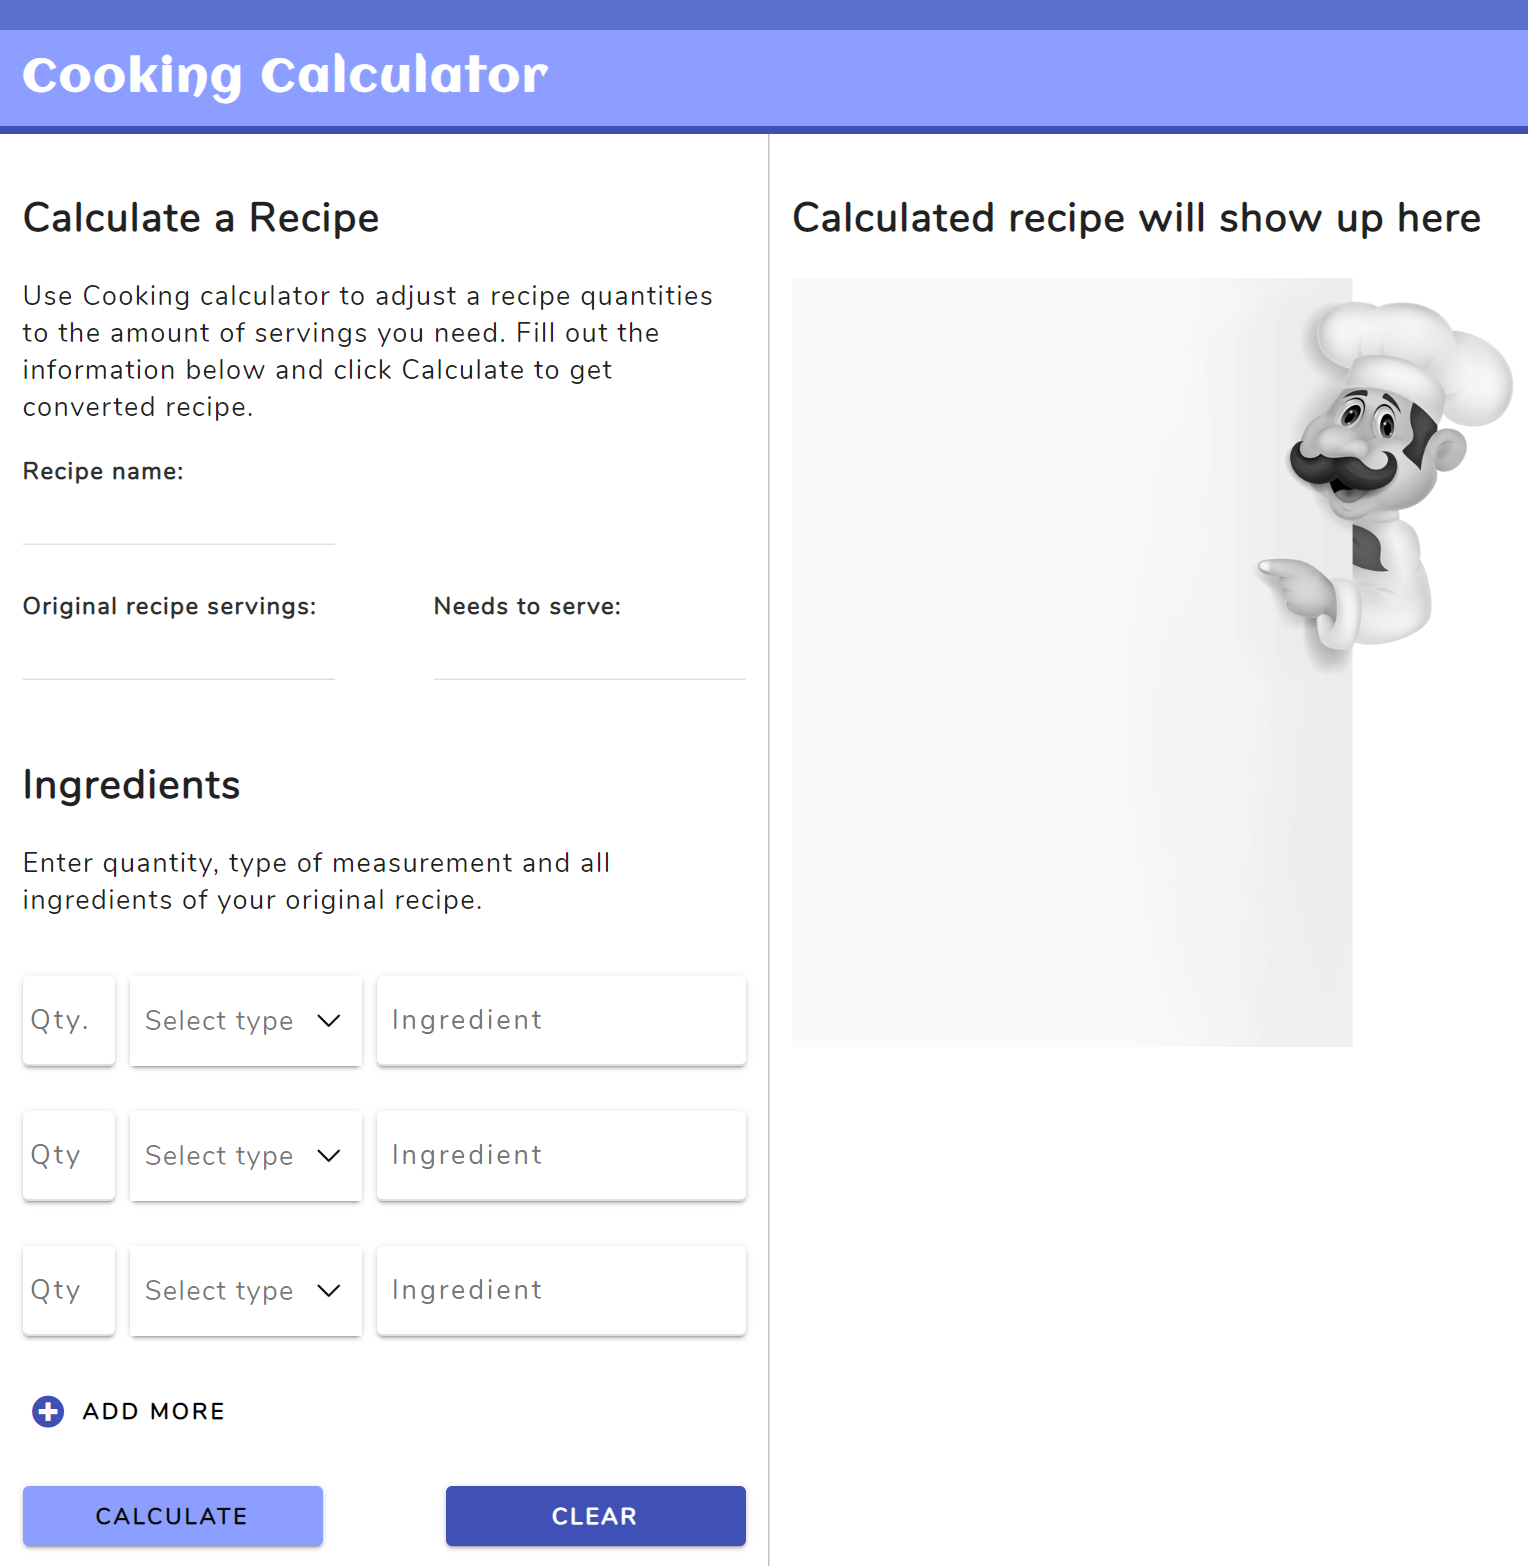 Cooking Calculator
Calculate a Recipe
Use Cooking calculator to adjust a recipe quantities
to the amount of servings you need. Fill out the
information below and click Calculate to get
converted recipe.
Recipe name:
Original recipe servings:
Needs to serve:
Ingredients
Enter quantity, type of measurement and all
ingredients of your original recipe.
Qty. Select type Ingredient
Qty Select type Ingredient
Qty Select type Ingredient
ADD MORE
CALCULATE
CLEAR
Calculated recipe will show up here